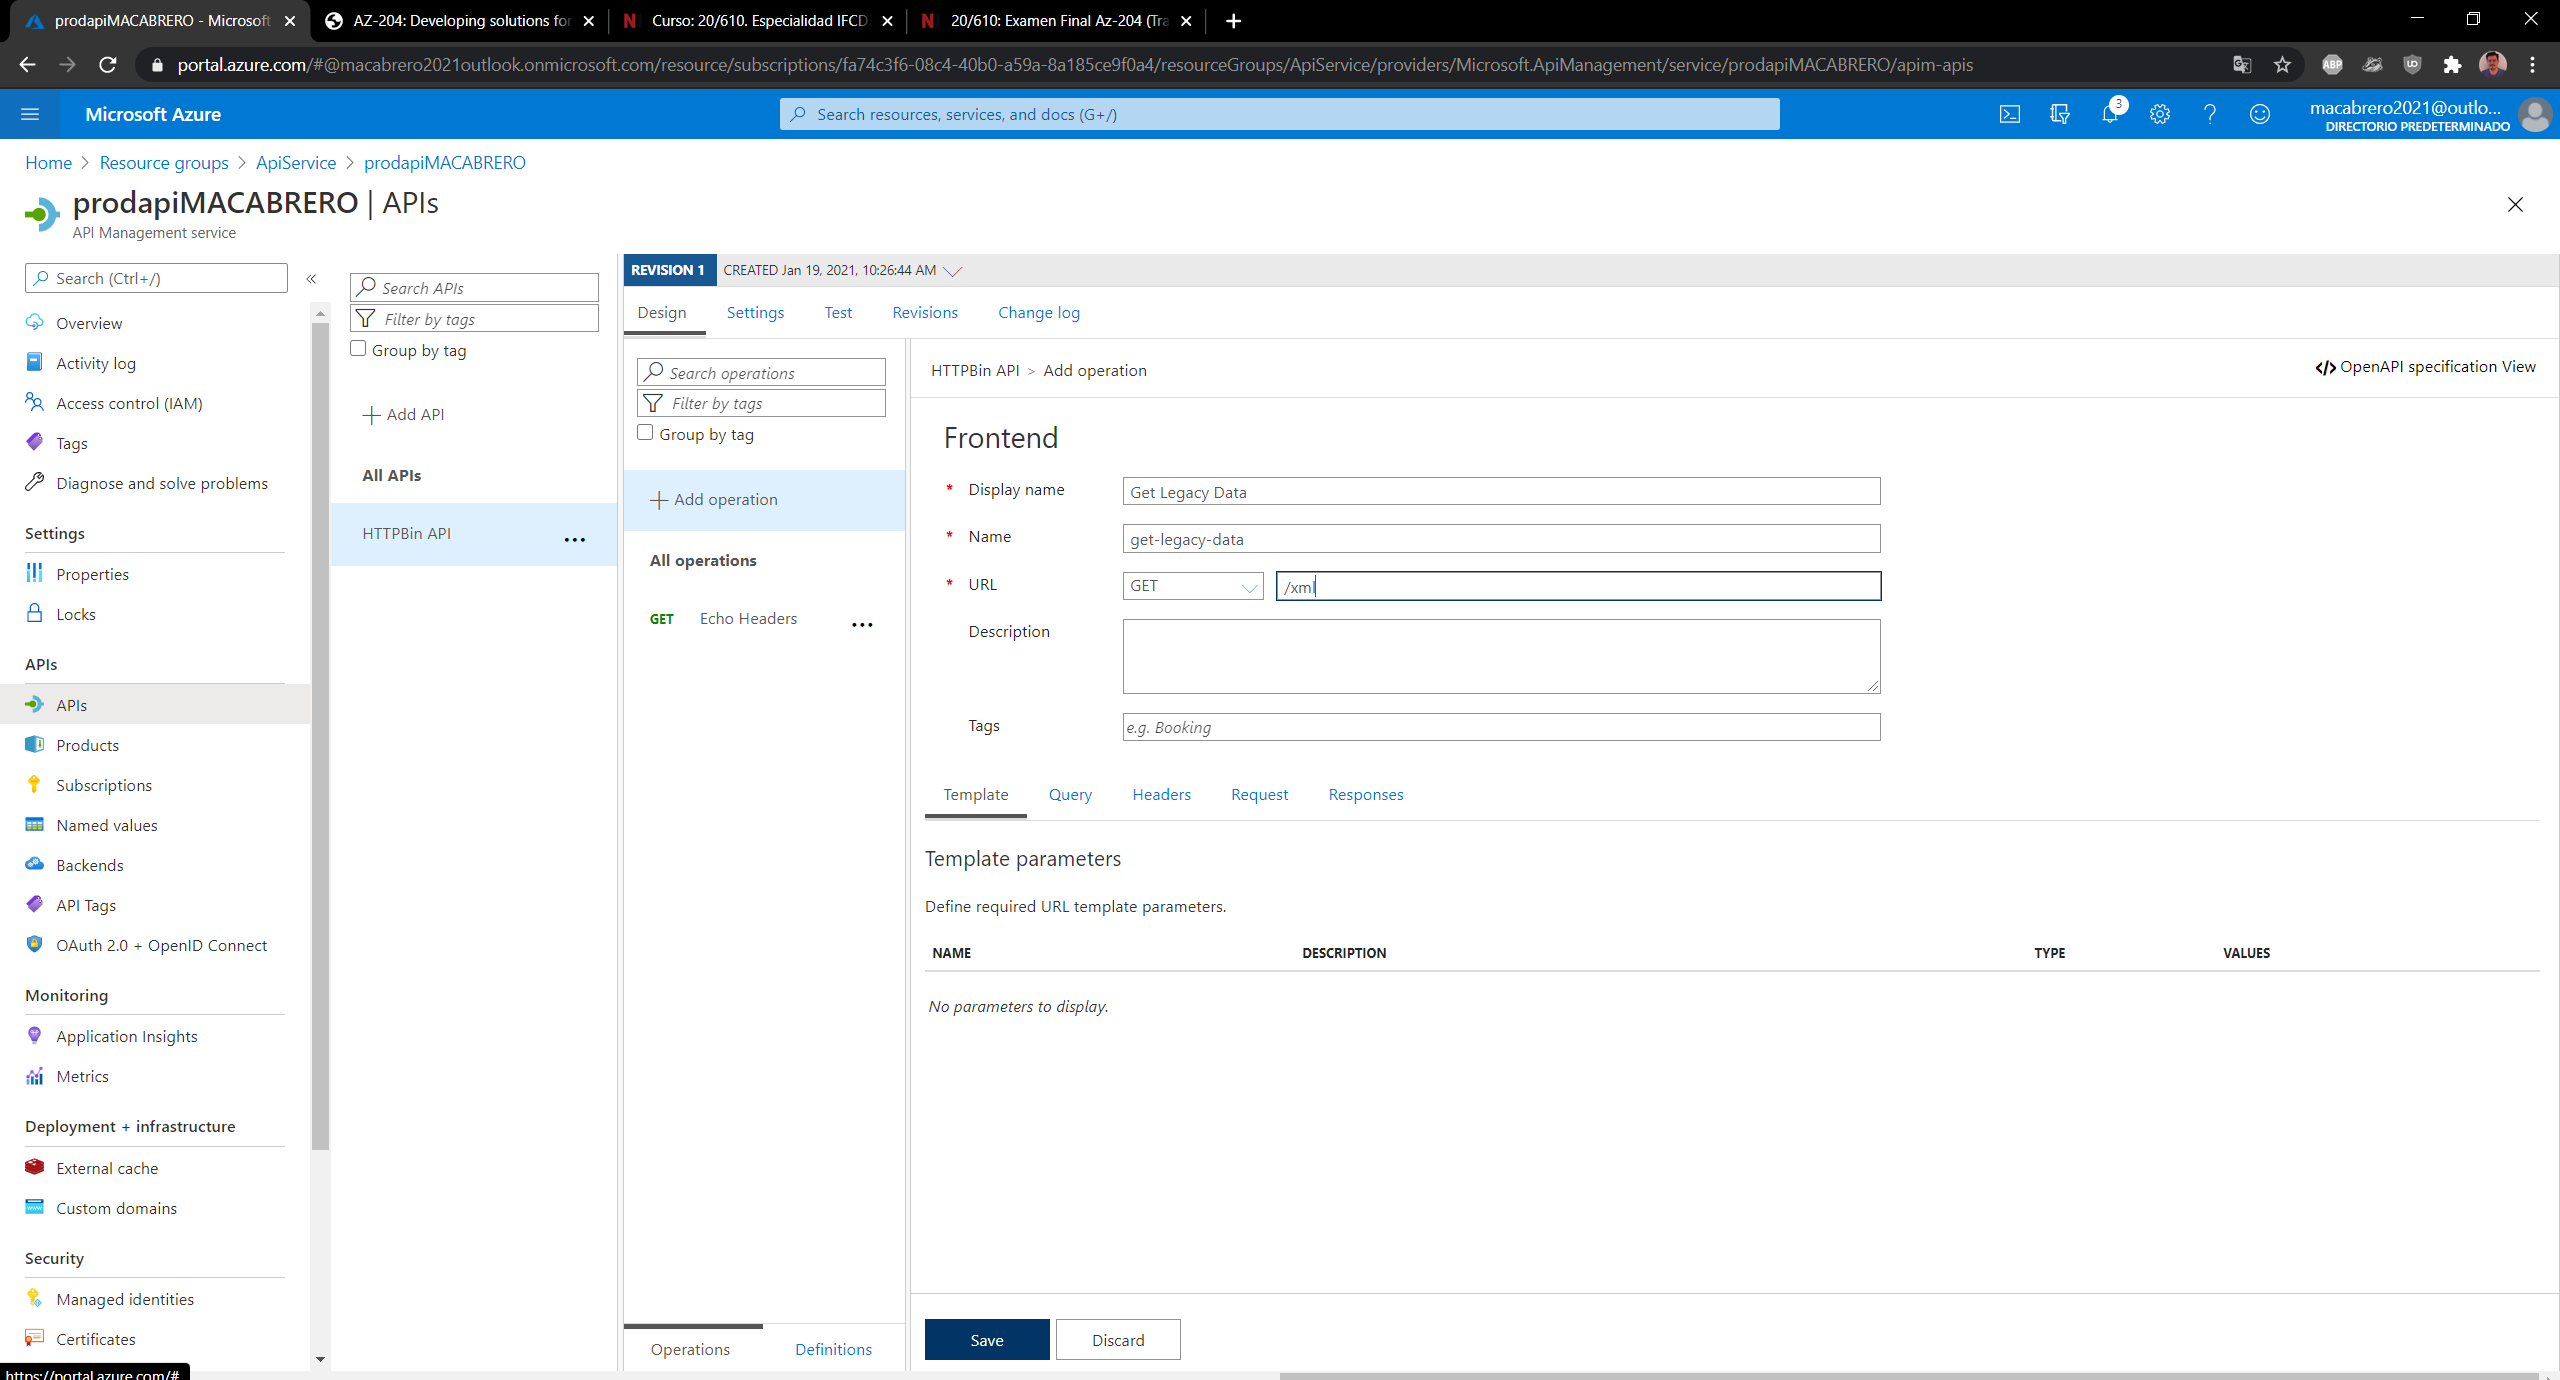 prodapiMACABRERO - Microsoft
AZ-204: Developing solutions for
Curso: 20/610. Especialidad IFCD
20/610: Examen Final Az-204 (Tra
portal.azure.com/#@macabrero2021outlook.onmicrosoft.com/resource/subscriptions/fa74c3f6-08c4-40b0-a59a-8a185ce9f0a4/resourceGroups/ApiService/providers/Microsoft.ApiManagement/service/prodapiMACABRERO/apim-apis
Microsoft Azure
Search resources, services, and docs (G+/)
3
macabrero2021@outlo...
DIRECTORIO PREDETERMINADO
Home > Resource groups > ApiService > prodapiMACABRERO
prodapiMACABRERO | APIs
API Management service
Search (Ctrl+/)
«
Overview
Activity log
Access control (IAM)
Tags
Diagnose and solve problems
Settings
Properties
Locks
APIs
APIs
Products
Subscriptions
Named values
Backends
API Tags
OAuth 2.0 + OpenID Connect
Monitoring
Application Insights
Metrics
Deployment + infrastructure
External cache
Custom domains
Security
Managed identities
Certificates
https://portal.azure.com/#
Search APIs
Filter by tags
Group by tag
Add API
All APIs
HTTPBin API
...
REVISION 1
CREATED Jan 19, 2021, 10:26:44 AM
Design
Settings
Test
Revisions
Change log
Search operations
Filter by tags
Group by tag
Add operation
All operations
GET Echo Headers
...
Operations
Definitions
HTTPBin API > Add operation
</> OpenAPI specification View
Frontend
* Display name
Get Legacy Data
* Name
get-legacy-data
* URL
GET
/xml
Description
Tags
e.g. Booking
Template
Query
Headers
Request
Responses
Template parameters
Define required URL template parameters.
NAME
DESCRIPTION
TYPE
VALUES
No parameters to display.
Save
Discard